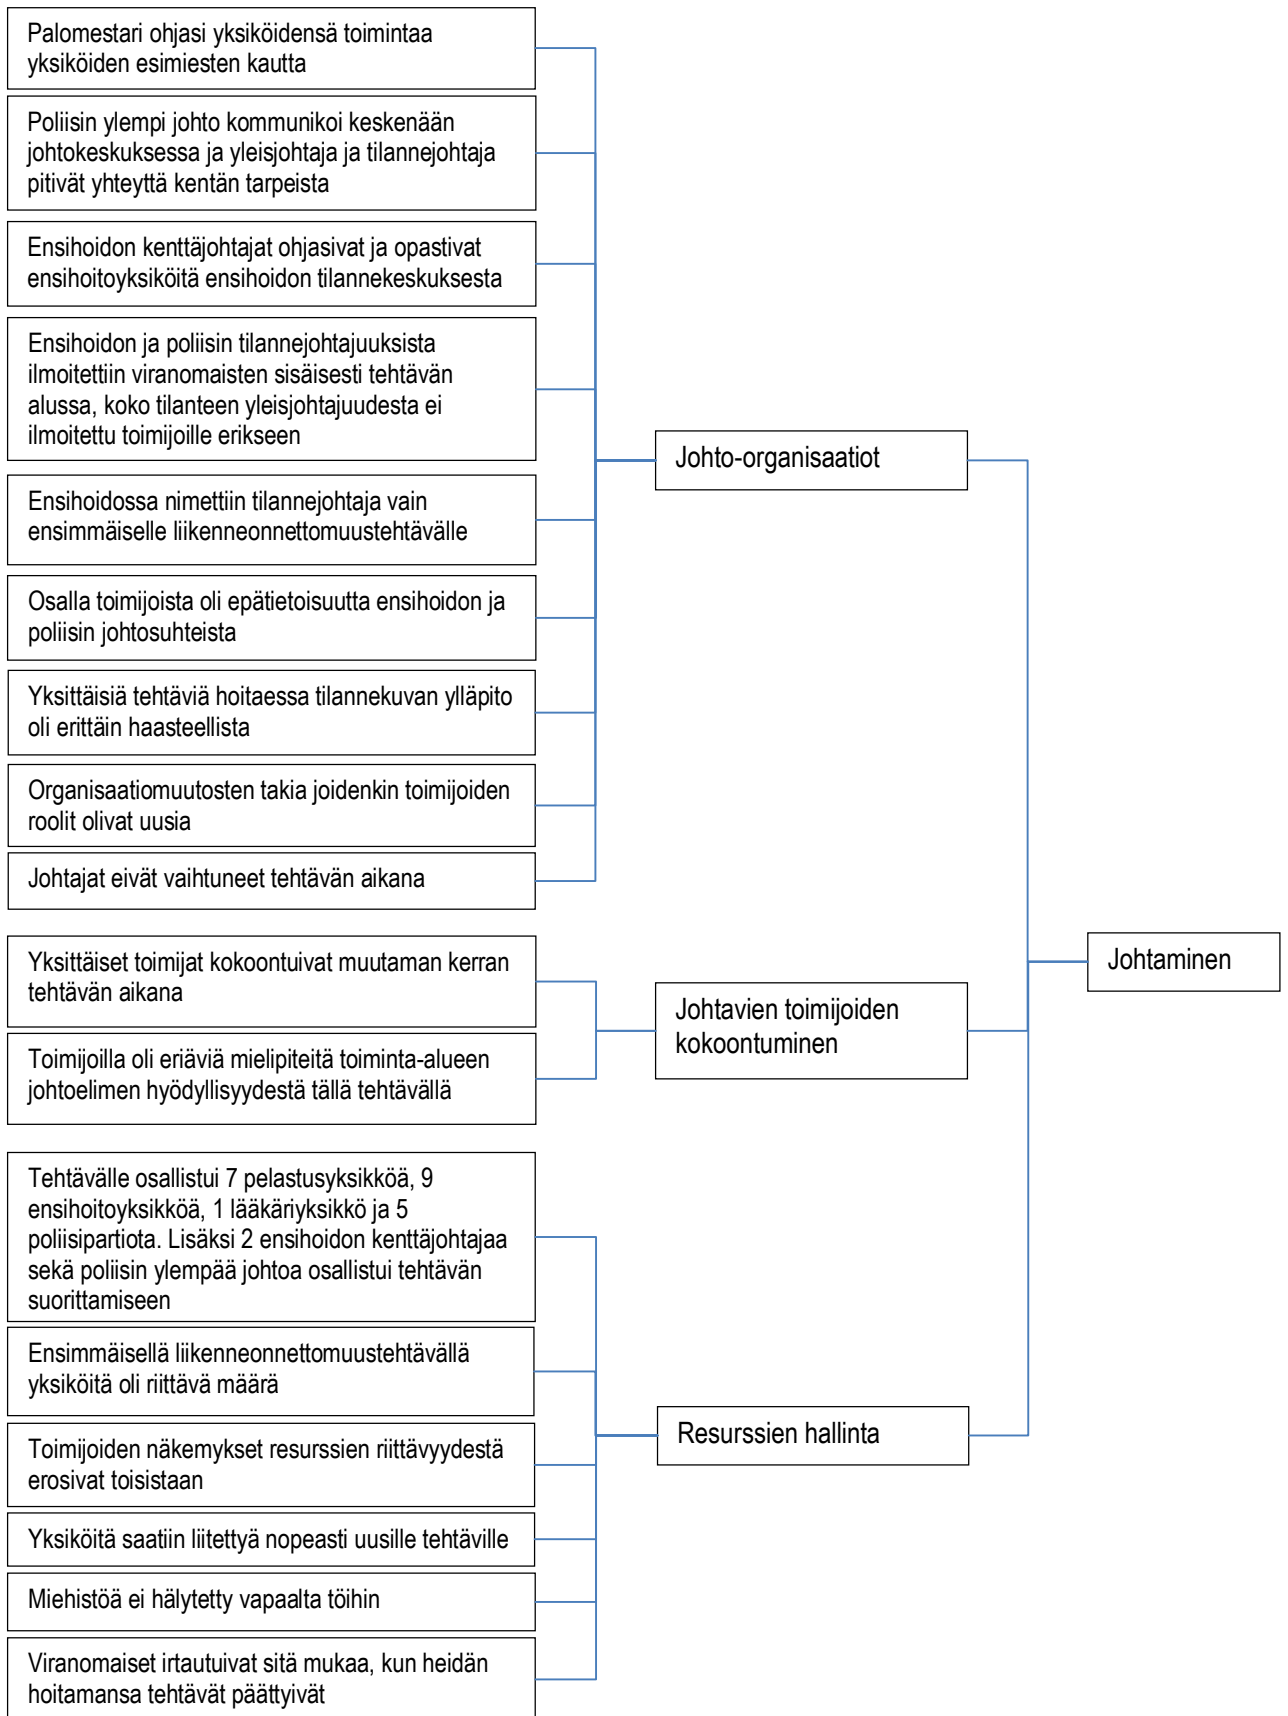 Palomestari ohjasi yksiköidensä toimintaa
yksiköiden esimiesten kautta
Poliisin ylempi johto kommunikoi keskenään
johtokeskuksessa ja yleisjohtaja ja tilannejohtaja
pitivät yhteyttä kentän tarpeista
Ensihoidon kenttäjohtajat ohjasivat ja opastivat
ensihoitoyksiköitä ensihoidon tilannekeskuksesta
Ensihoidon ja poliisin tilannejohtajuuksista
ilmoitettiin viranomaisten sisäisesti tehtävän
alussa, koko tilanteen yleisjohtajuudesta ei
ilmoitettu toimijoille erikseen
Ensihoidossa nimettiin tilannejohtaja vain
ensimmäiselle liikenneonnettomuustehtävälle
Osalla toimijoista oli epätietoisuutta ensihoidon ja
poliisin johtosuhteista
Yksittäisiä tehtäviä hoitaessa tilannekuvan ylläpito
oli erittäin haasteellista
Organisaatiomuutosten takia joidenkin toimijoiden
roolit olivat uusia
Johtajat eivät vaihtuneet tehtävän aikana
Johto-organisaatiot
Yksittäiset toimijat kokoontuivat muutaman kerran
tehtävän aikana
Toimijoilla oli eriäviä mielipiteitä toiminta-alueen
johtoelimen hyödyllisyydestä tällä tehtävällä
Johtavien toimijoiden
kokoontuminen
Tehtävälle osallistui 7 pelastusyksikköä, 9
ensihoitoyksikköä, 1 lääkäriyksikkö ja 5
poliisipartiota. Lisäksi 2 ensihoidon kenttäjohtajaa
sekä poliisin ylempää johtoa osallistui tehtävän
suorittamiseen
Ensimmäisellä liikenneonnettomuustehtävällä
yksiköitä oli riittävä määrä
Toimijoiden näkemykset resurssien riittävyydestä
erosivat toisistaan
Yksiköitä saatiin liitettyä nopeasti uusille tehtäville
Miehistöä ei hälytetty vapaalta töihin
Viranomaiset irtautuivat sitä mukaa, kun heidän
hoitamansa tehtävät päättyivät
Resurssien hallinta
Johtaminen